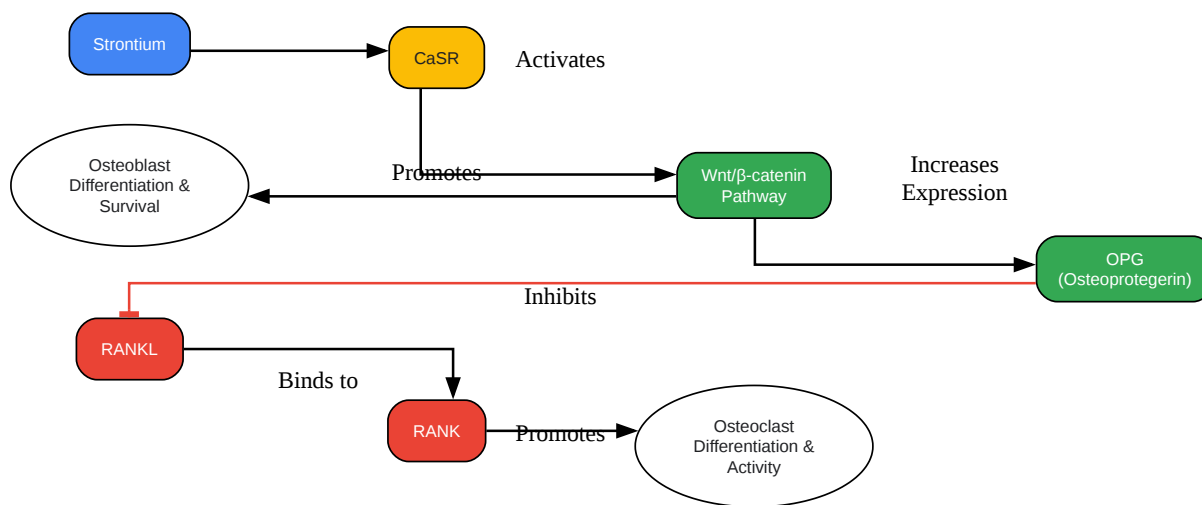 Strontium
CaSR
Activates
Osteoblast
Differentiation &
Survival
Promotes
Wnt/β-catenin
Pathway
Increases
Expression
OPG
(Osteoprotegerin)
Inhibits
RANKL
Binds to
RANK
Promotes
Osteoclast
Differentiation &
Activity